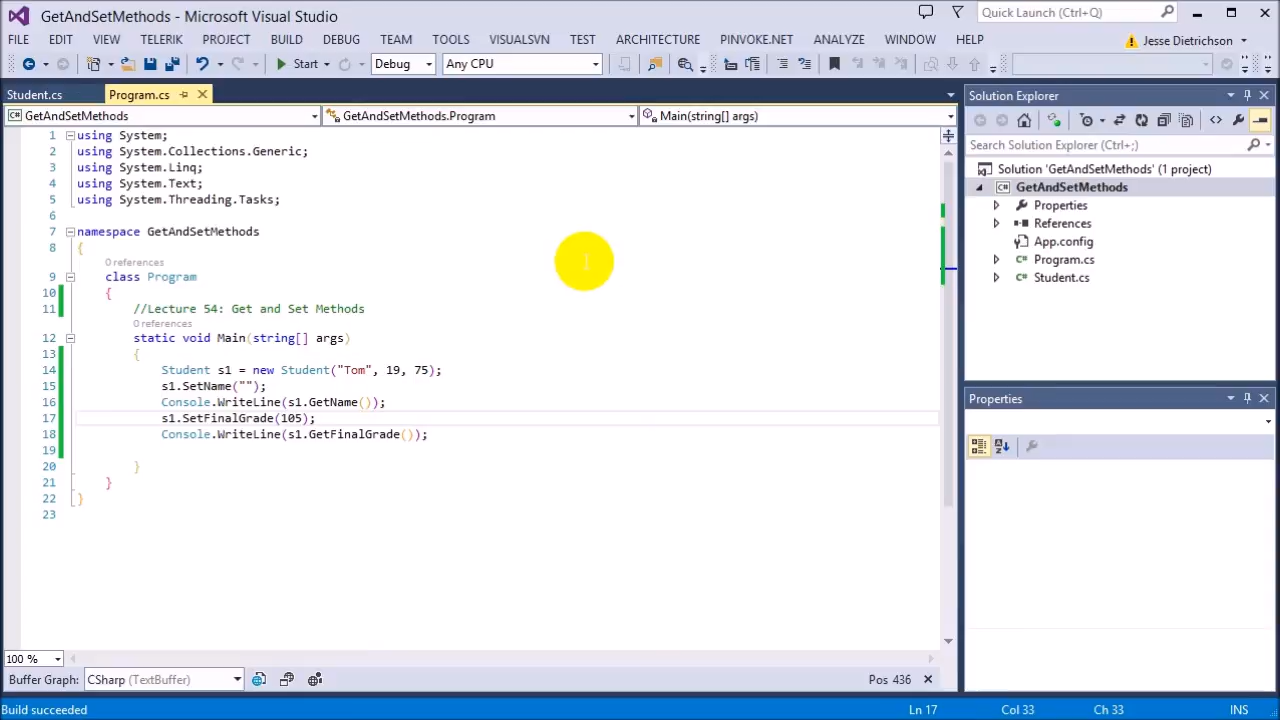 GetAndSetMethods - Microsoft Visual Studio
Quick Launch (Ctrl+Q)
FILE EDIT VIEW TELERIK PROJECT BUILD DEBUG TEAM TOOLS VISUALSVN TEST ARCHITECTURE PINVOKE.NET ANALYZE WINDOW HELP Jesse Dietrichson
Start Debug Any CPU
Student.cs Program.cs
GetAndSetMethods GetAndSetMethods.Program Main(string[] args)
1 using System;
2 using System.Collections.Generic;
3 using System.Linq;
4 using System.Text;
5 using System.Threading.Tasks;
6
7 namespace GetAndSetMethods
8 {
0 references
9 class Program
10 {
11 //Lecture 54: Get and Set Methods
0 references
12 static void Main(string[] args)
13 {
14 Student s1 = new Student("Tom", 19, 75);
15 s1.SetName("");
16 Console.WriteLine(s1.GetName());
17 s1.SetFinalGrade(105);
18 Console.WriteLine(s1.GetFinalGrade());
19
20 }
21 }
22 }
23
100 %
Buffer Graph: CSharp (TextBuffer) Pos 436
Solution Explorer
Search Solution Explorer (Ctrl+;)
Solution 'GetAndSetMethods' (1 project)
GetAndSetMethods
Properties
References
App.config
Program.cs
Student.cs
Properties
Build succeeded Ln 17 Col 33 Ch 33 INS